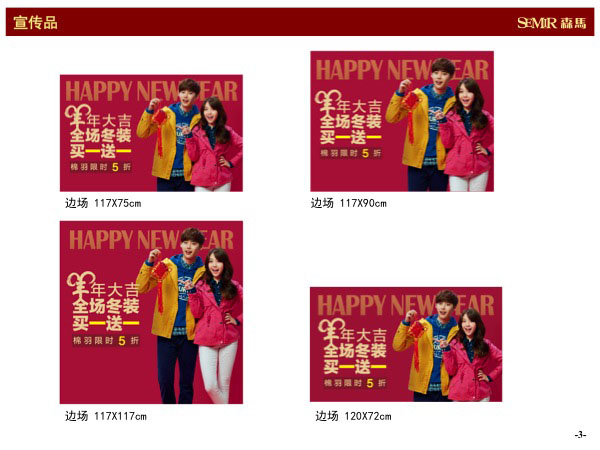 宣传品
SEMIR 森馬
HAPPY NEW YEAR
羊年大吉
全场冬装
买一送一
棉羽限时 5 折
边场 117X75cm
HAPPY NEW YEAR
羊年大吉
全场冬装
买一送一
棉羽限时 5 折
边场 117X90cm
HAPPY NEW YEAR
羊年大吉
全场冬装
买一送一
棉羽限时 5 折
边场 117X117cm
HAPPY NEW YEAR
羊年大吉
全场冬装
买一送一
棉羽限时 5 折
边场 120X72cm
-3-